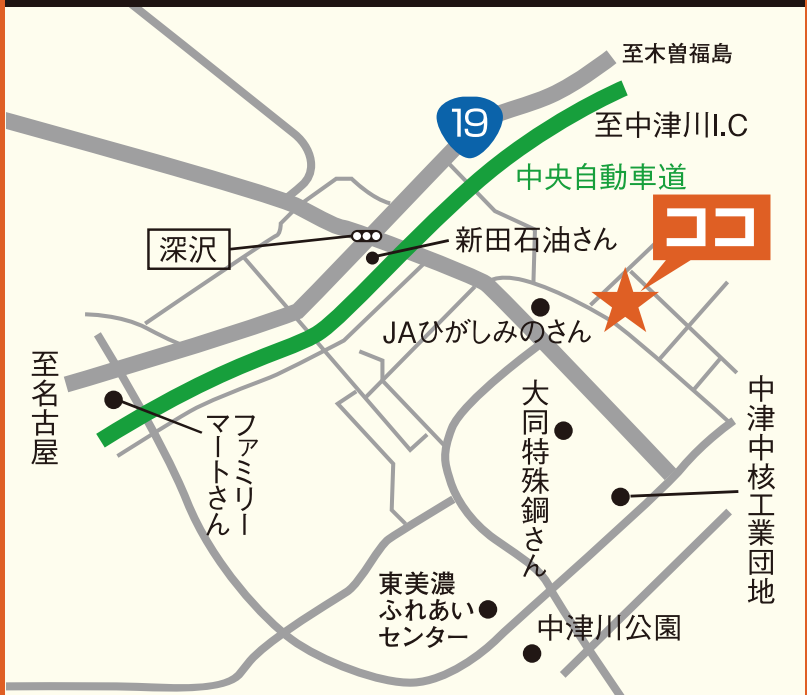 至木曽福島
19
至中津川I.C
中央自動車道
ココ
深沢
新田石油さん
JAひがしみのさん
至名古屋
ファミリー
マートさん
大同特殊鋼さん
中津中核工業団地
東美濃
ふれあい
センター
中津川公園